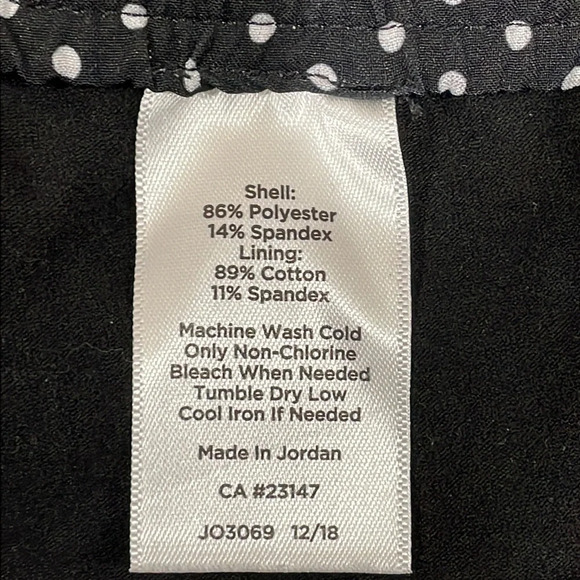 Shell:
86% Polyester
14% Spandex
Lining:
89% Cotton
11% Spandex
Machine Wash Cold
Only Non-Chlorine
Bleach When Needed
Tumble Dry Low
Cool Iron If Needed
Made In Jordan
CA #23147
JO3069 12/18